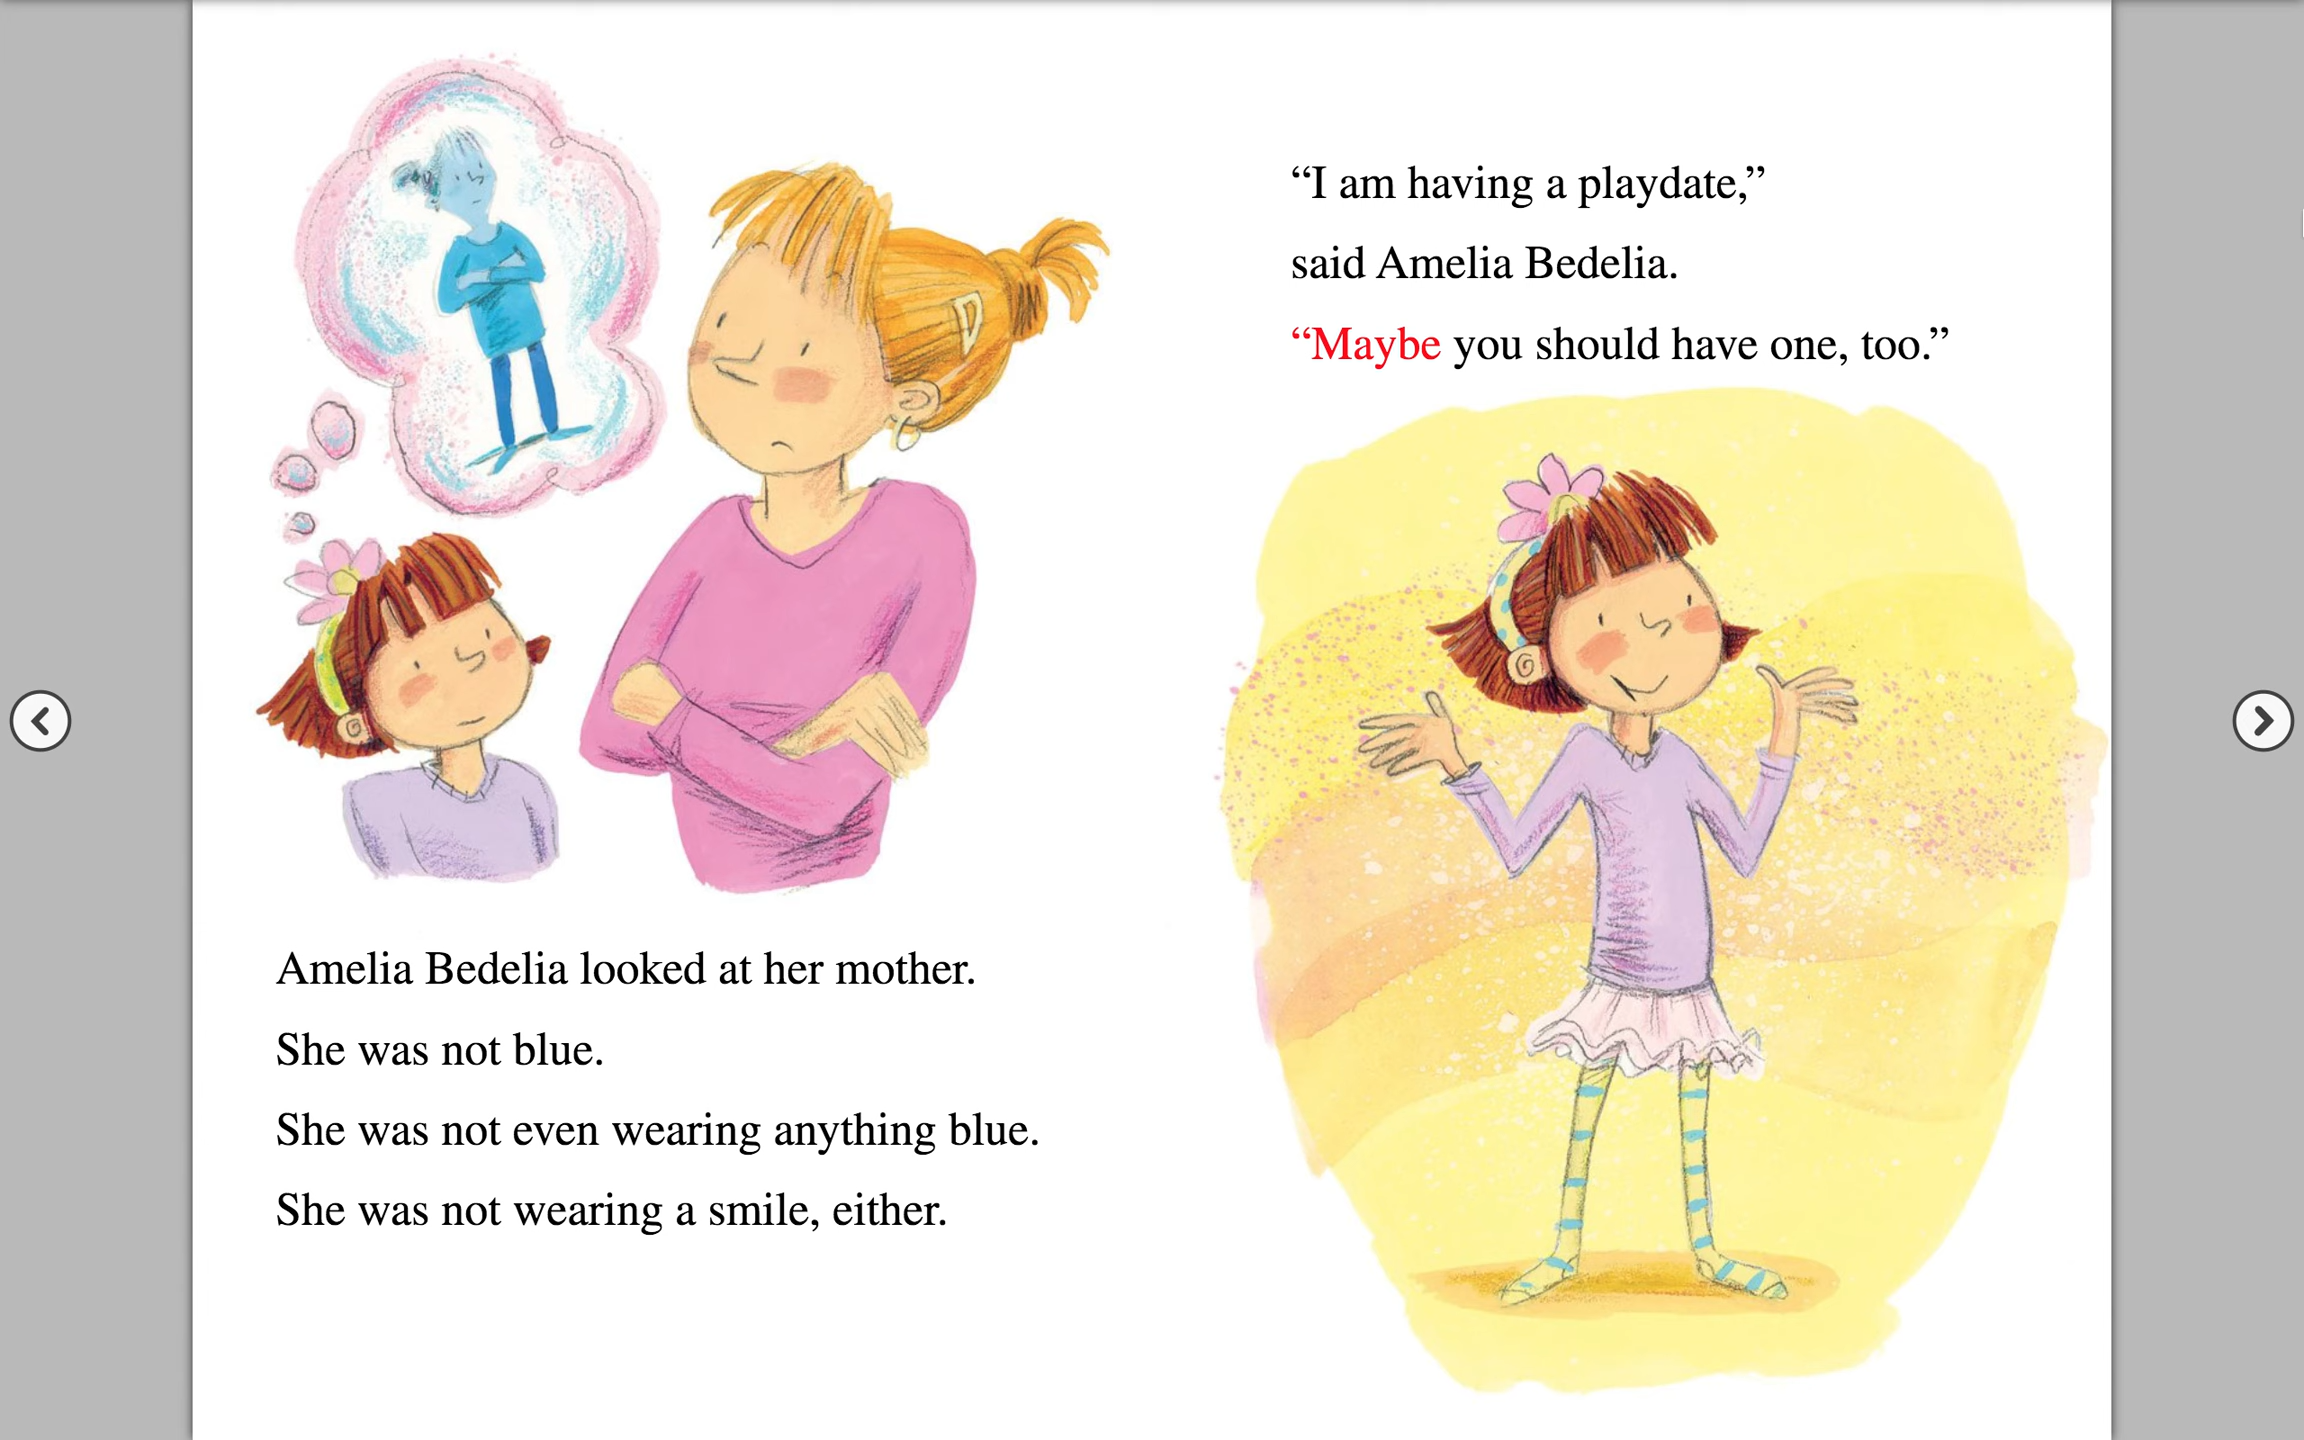 Amelia Bedelia looked at her mother.
She was not blue.
She was not even wearing anything blue.
She was not wearing a smile, either.
“I am having a playdate,”
said Amelia Bedelia.
“Maybe you should have one, too.”